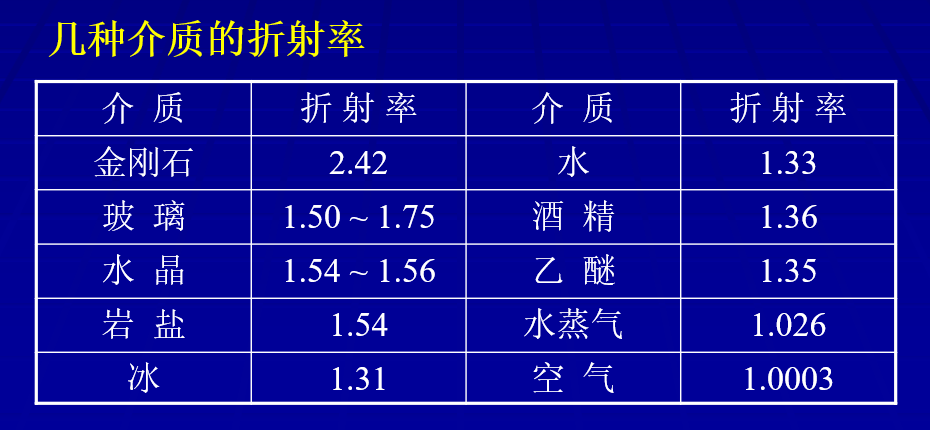 几种介质的折射率
介 质 折 射 率 介 质 折 射 率
金刚石 2.42 水 1.33
玻 璃 1.50 ~ 1.75 酒 精 1.36
水 晶 1.54 ~ 1.56 乙 醚 1.35
岩 盐 1.54 水蒸气 1.026
冰 1.31 空 气 1.0003